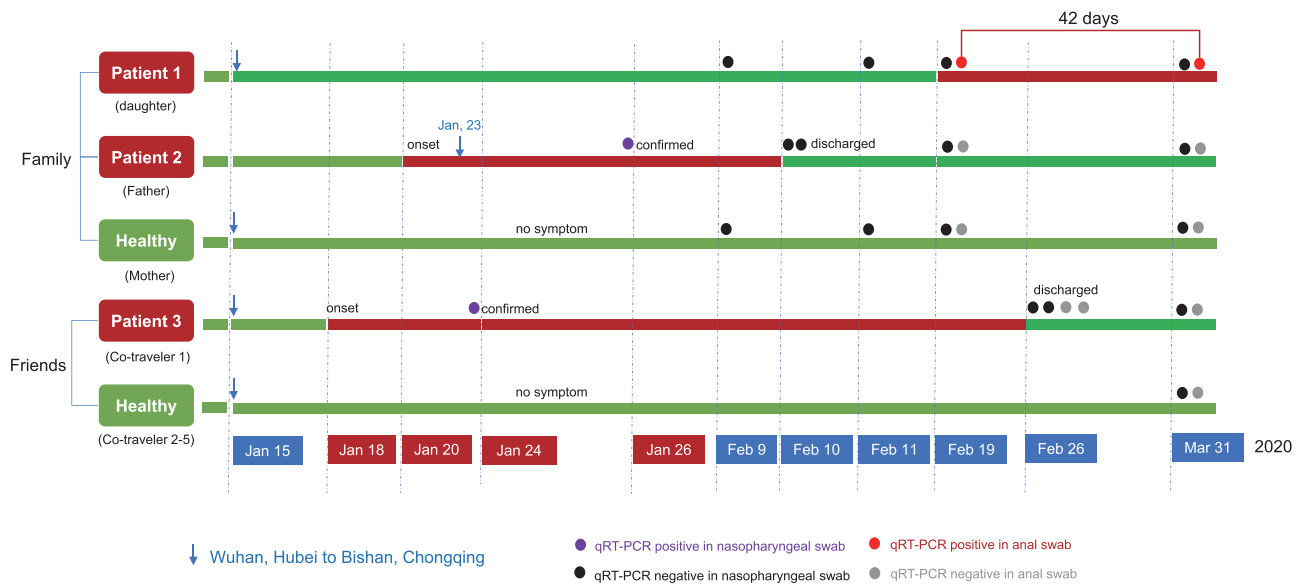 42 days
Patient 1
(daughter)
Jan, 23
Family
Patient 2
(Father)
onset
confirmed
discharged
Healthy
(Mother)
no symptom
discharged
Patient 3
(Co-traveler 1)
onset
confirmed
Friends
Healthy
(Co-traveler 2-5)
no symptom
Jan 15 Jan 18 Jan 20 Jan 24 Jan 26 Feb 9 Feb 10 Feb 11 Feb 19 Feb 26 Mar 31 2020
Wuhan, Hubei to Bishan, Chongqing
qRT-PCR positive in nasopharyngeal swab
qRT-PCR positive in anal swab
qRT-PCR negative in nasopharyngeal swab
qRT-PCR negative in anal swab